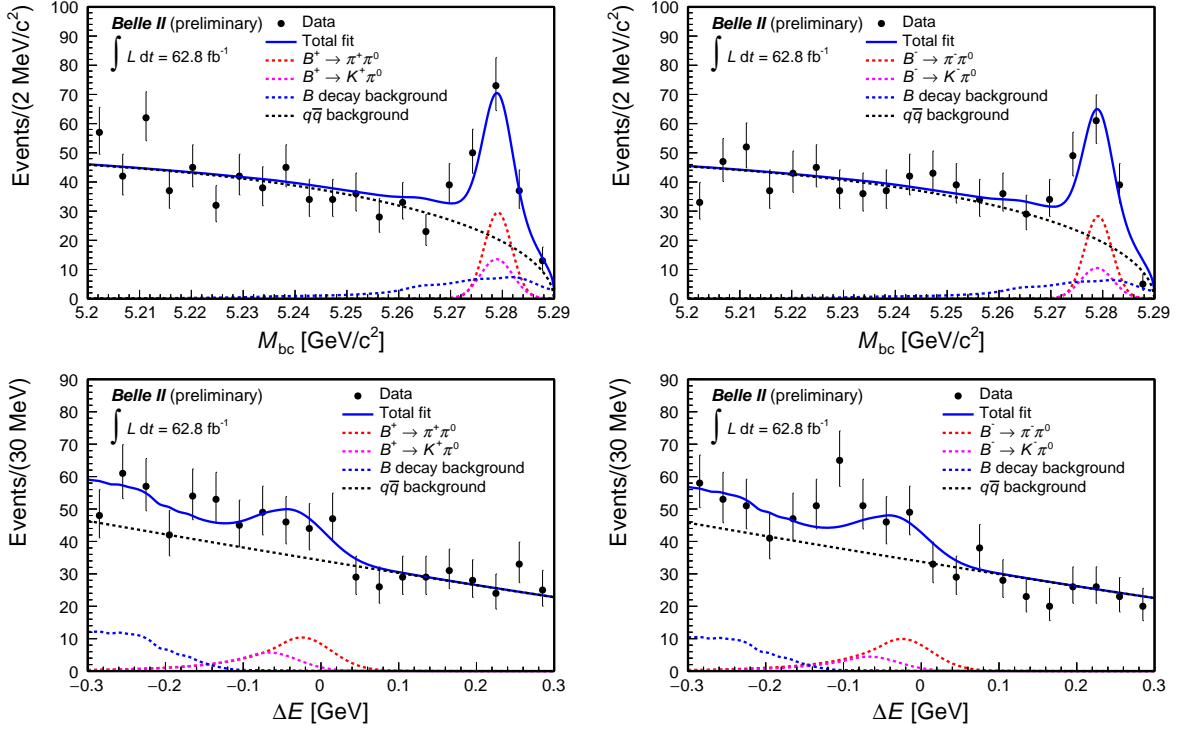 Events/(2 MeV/c²)
100
90
80
70
60
50
40
30
20
10
0
Belle II (preliminary)
∫ L dt = 62.8 fb⁻¹
Data
Total fit
B⁺ → π⁺π⁰
B⁺ → K⁺π⁰
B decay background
qq̅ background
5.2 5.21 5.22 5.23 5.24 5.25 5.26 5.27 5.28 5.29
M_bc [GeV/c²]
Events/(2 MeV/c²)
100
90
80
70
60
50
40
30
20
10
0
Belle II (preliminary)
∫ L dt = 62.8 fb⁻¹
Data
Total fit
B⁻ → π⁻π⁰
B⁻ → K⁻π⁰
B decay background
qq̅ background
5.2 5.21 5.22 5.23 5.24 5.25 5.26 5.27 5.28 5.29
M_bc [GeV/c²]
Events/(30 MeV)
90
80
70
60
50
40
30
20
10
0
Belle II (preliminary)
∫ L dt = 62.8 fb⁻¹
Data
Total fit
B⁺ → π⁺π⁰
B⁺ → K⁺π⁰
B decay background
qq̅ background
−0.3 −0.2 −0.1 0 0.1 0.2 0.3
ΔE [GeV]
Events/(30 MeV)
90
80
70
60
50
40
30
20
10
0
Belle II (preliminary)
∫ L dt = 62.8 fb⁻¹
Data
Total fit
B⁻ → π⁻π⁰
B⁻ → K⁻π⁰
B decay background
qq̅ background
−0.3 −0.2 −0.1 0 0.1 0.2 0.3
ΔE [GeV]